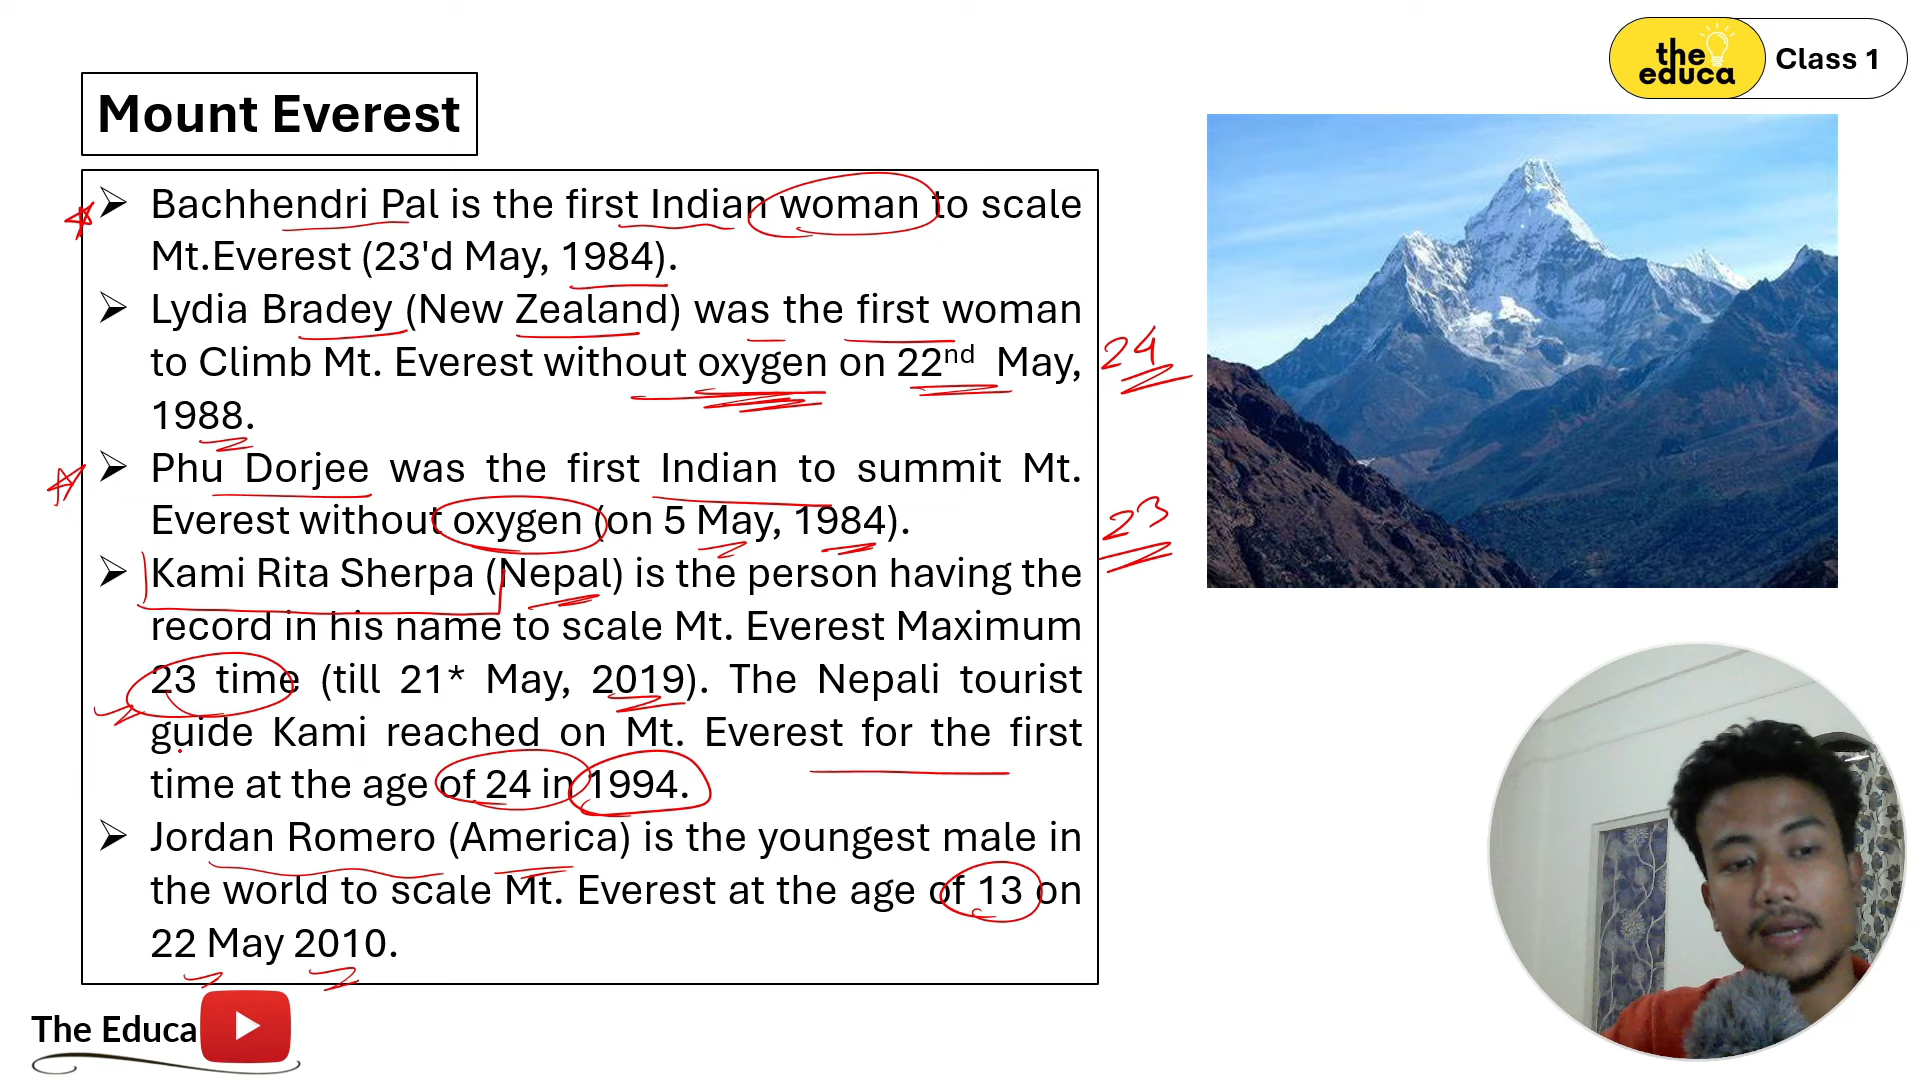 the
educa
Class 1
Mount Everest
➢ Bachhendri Pal is the first Indian woman to scale
Mt.Everest (23'd May, 1984).
➢ Lydia Bradey (New Zealand) was the first woman
to Climb Mt. Everest without oxygen on 22nd May,
1988.
24
➢ Phu Dorjee was the first Indian to summit Mt.
Everest without oxygen (on 5 May, 1984).
23
➢ Kami Rita Sherpa (Nepal) is the person having the
record in his name to scale Mt. Everest Maximum
23 time (till 21* May, 2019). The Nepali tourist
guide Kami reached on Mt. Everest for the first
time at the age of 24 in 1994.
➢ Jordan Romero (America) is the youngest male in
the world to scale Mt. Everest at the age of 13 on
22 May 2010.
The Educa